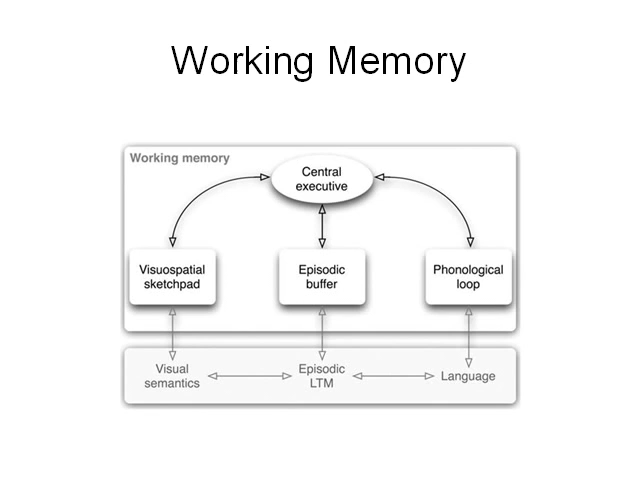 Working Memory
Working memory
Central
executive
Visuospatial
sketchpad
Episodic
buffer
Phonological
loop
Visual
semantics
Episodic
LTM
Language